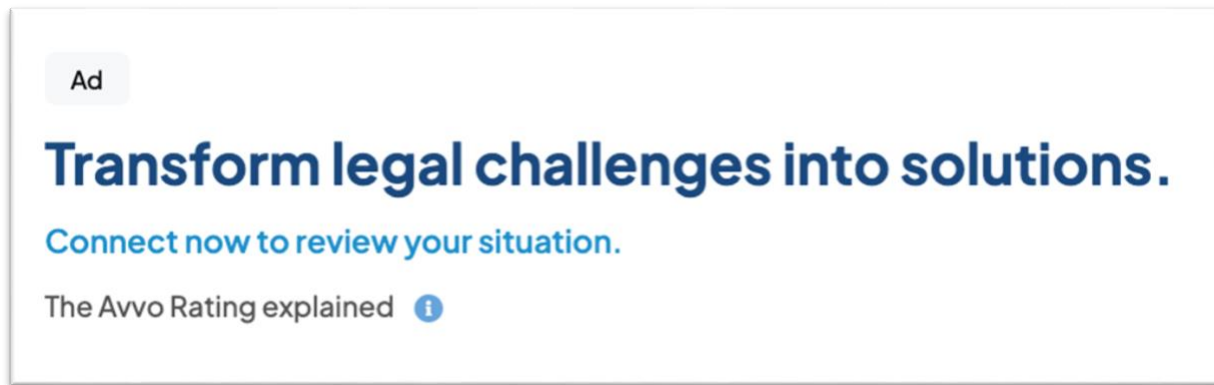 Ad
Transform legal challenges into solutions.
Connect now to review your situation.
The Avvo Rating explained